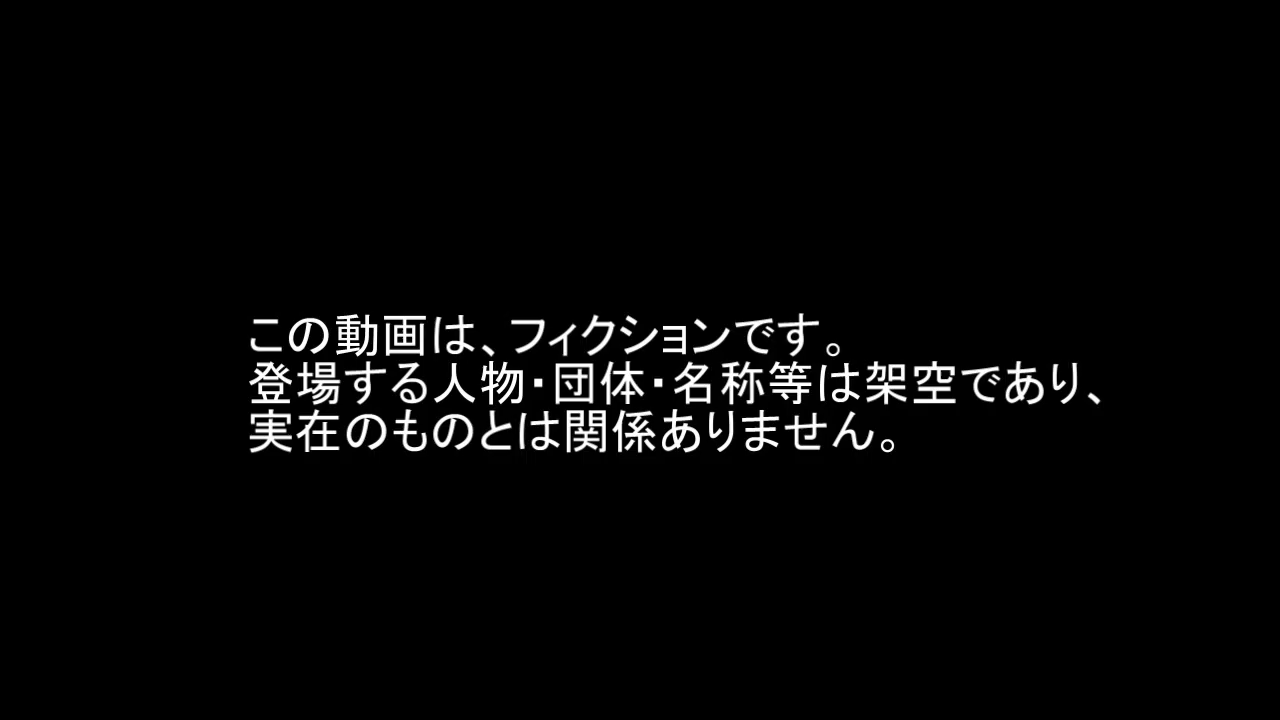 この動画は、フィクションです。
登場する人物・団体・名称等は架空であり、
実在のものとは関係ありません。